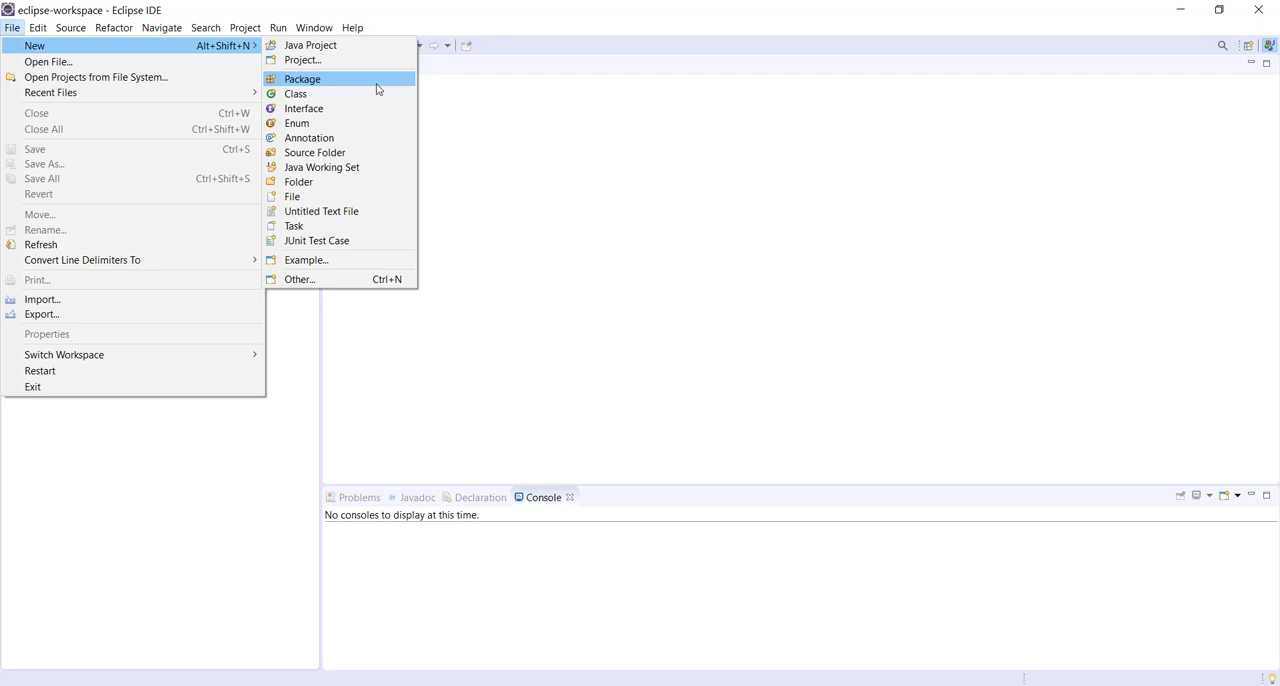 eclipse-workspace - Eclipse IDE
File Edit Source Refactor Navigate Search Project Run Window Help
New Alt+Shift+N
Open File...
Open Projects from File System...
Recent Files
Close Ctrl+W
Close All Ctrl+Shift+W
Save Ctrl+S
Save As...
Save All Ctrl+Shift+S
Revert
Move...
Rename...
Refresh
Convert Line Delimiters To
Print...
Import...
Export...
Properties
Switch Workspace
Restart
Exit
Java Project
Project...
Package
Class
Interface
Enum
Annotation
Source Folder
Java Working Set
Folder
File
Untitled Text File
Task
JUnit Test Case
Example...
Other... Ctrl+N
Problems Javadoc Declaration Console
No consoles to display at this time.